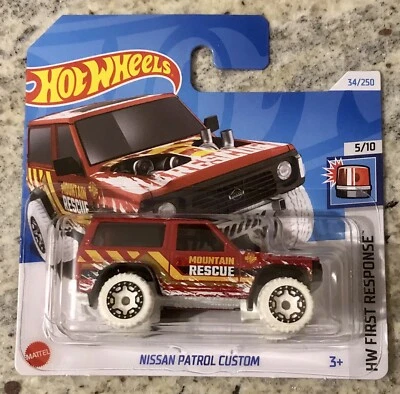 HOT WHEELS
34/250
5/10
HW FIRST RESPONSE
MOUNTAIN
RESCUE
MOUNTAIN
RESCUE
MATTEL
NISSAN PATROL CUSTOM
3+